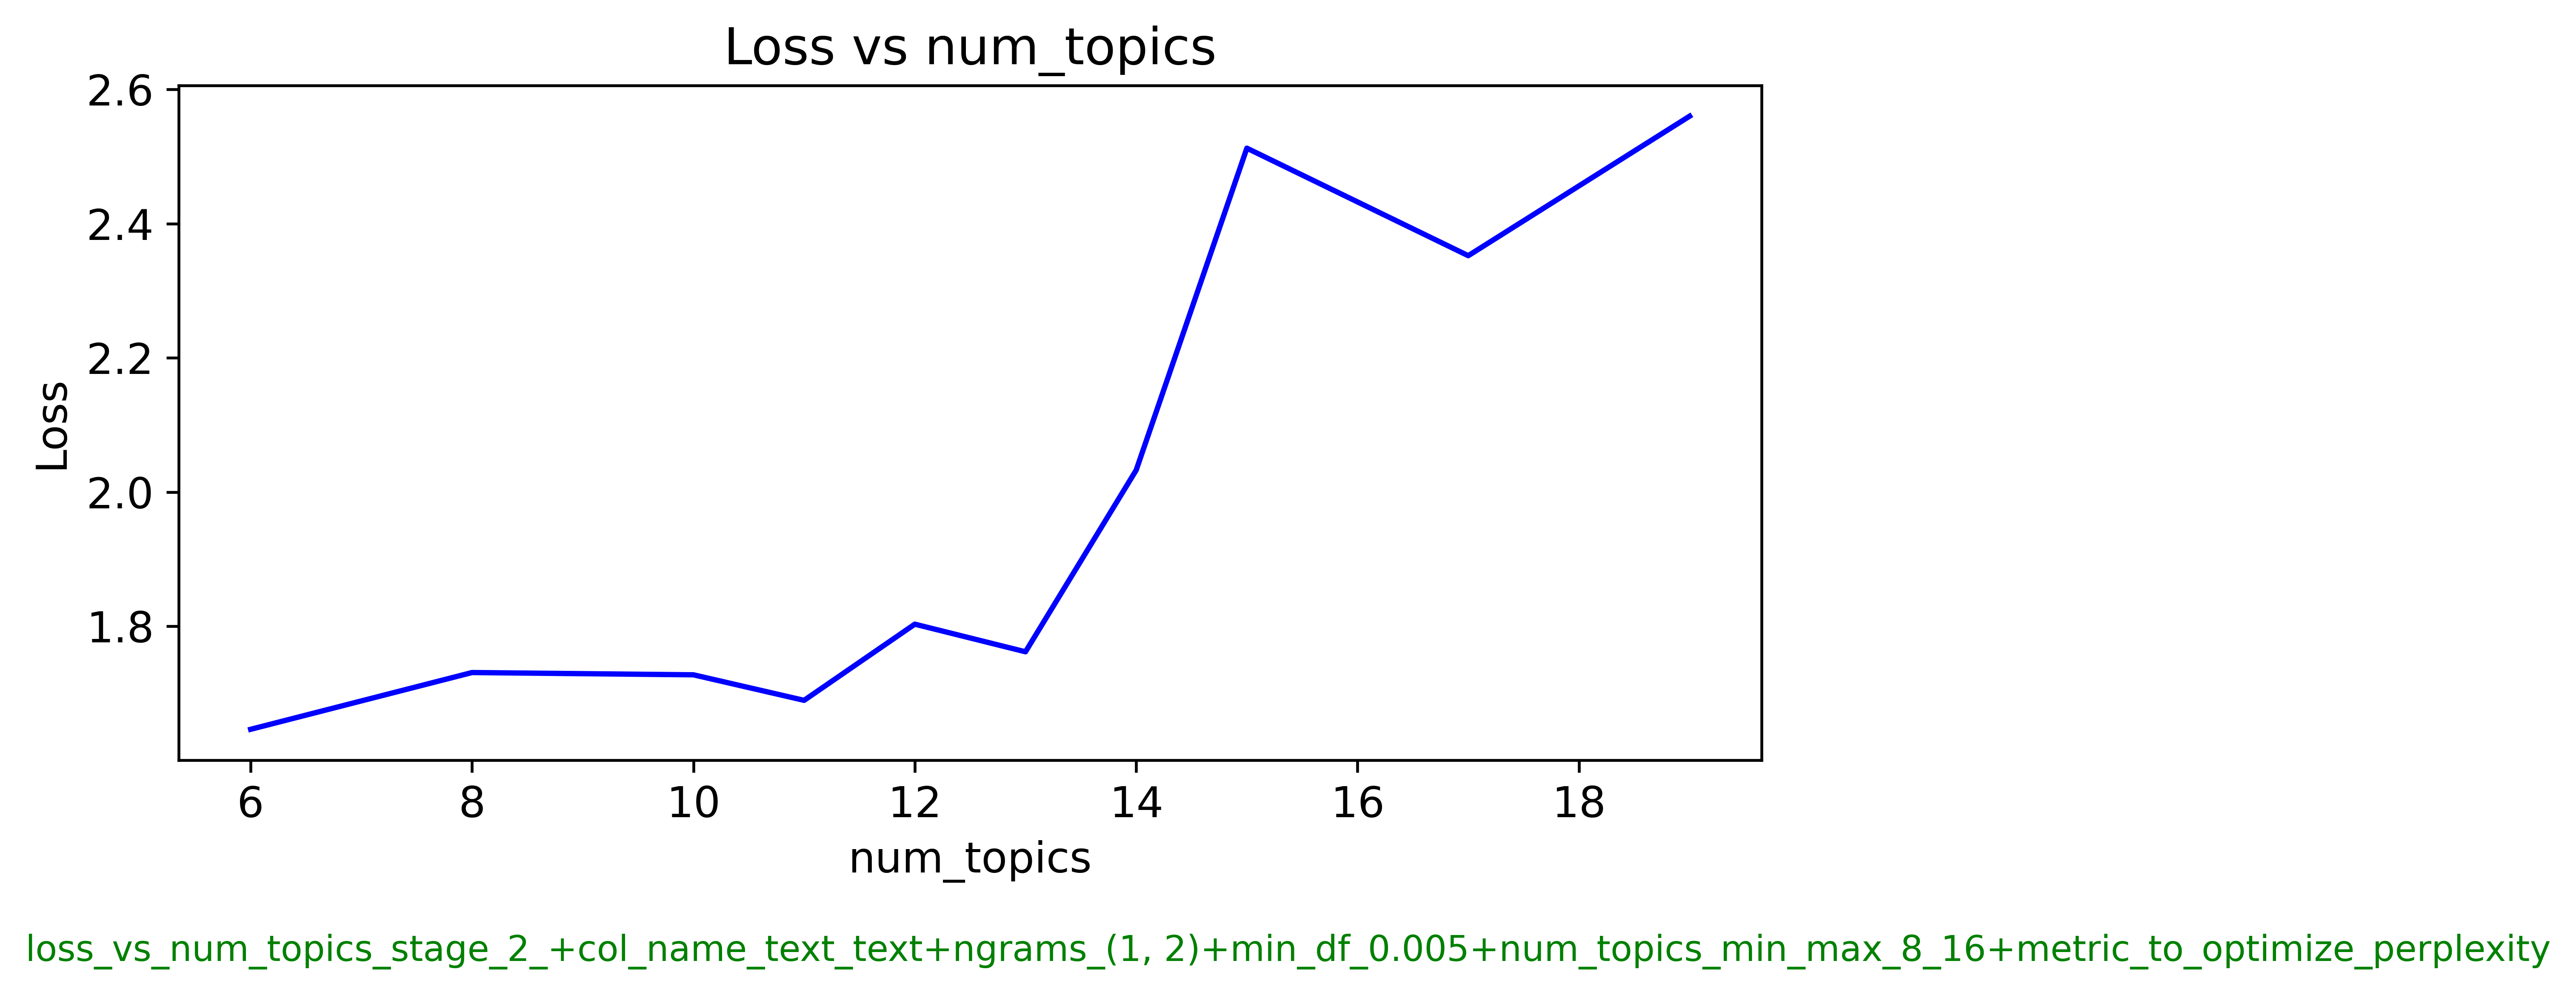 Loss vs num_topics
2.6
2.4
2.2
2.0
1.8
Loss
6 8 10 12 14 16 18
num_topics
loss_vs_num_topics_stage_2_+col_name_text_text+ngrams_(1, 2)+min_df_0.005+num_topics_min_max_8_16+metric_to_optimize_perplexity